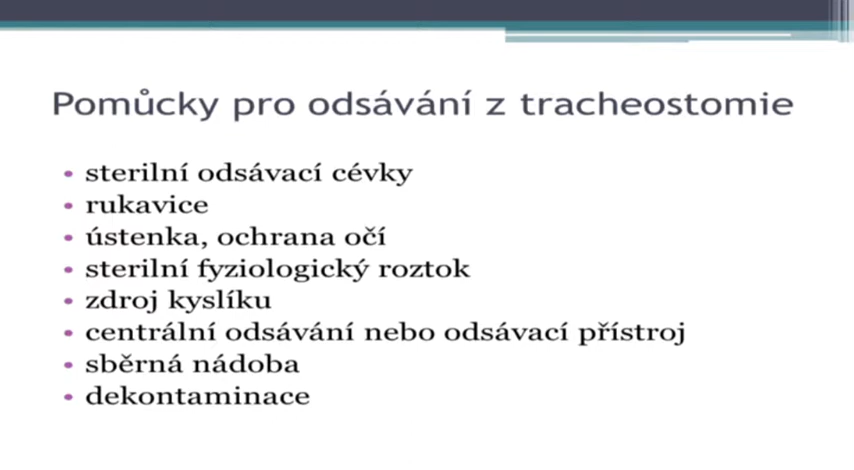 Pomůcky pro odsávání z tracheostomie
• sterilní odsávací cévky
• rukavice
• ústenka, ochrana očí
• sterilní fyziologický roztok
• zdroj kyslíku
• centrální odsávání nebo odsávací přístroj
• sběrná nádoba
• dekontaminace